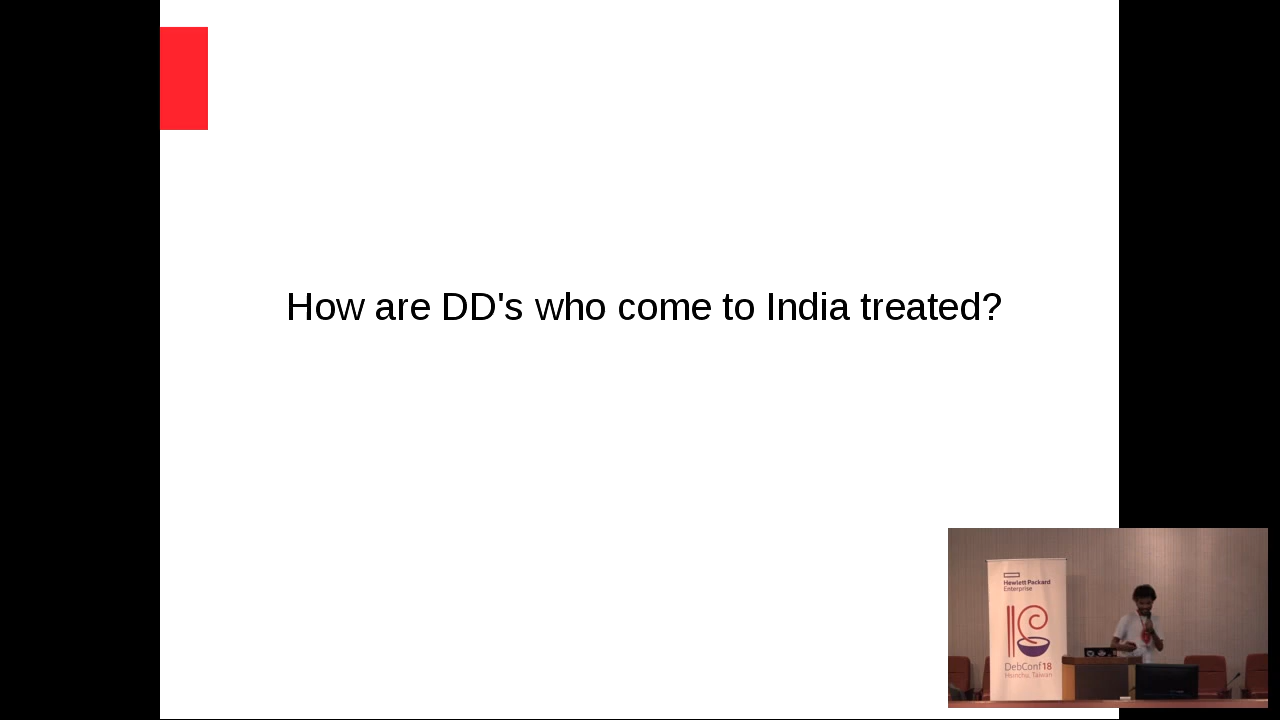 How are DD's who come to India treated?
Hewlett Packard
Enterprise
DebConf18
Hsinchu, Taiwan